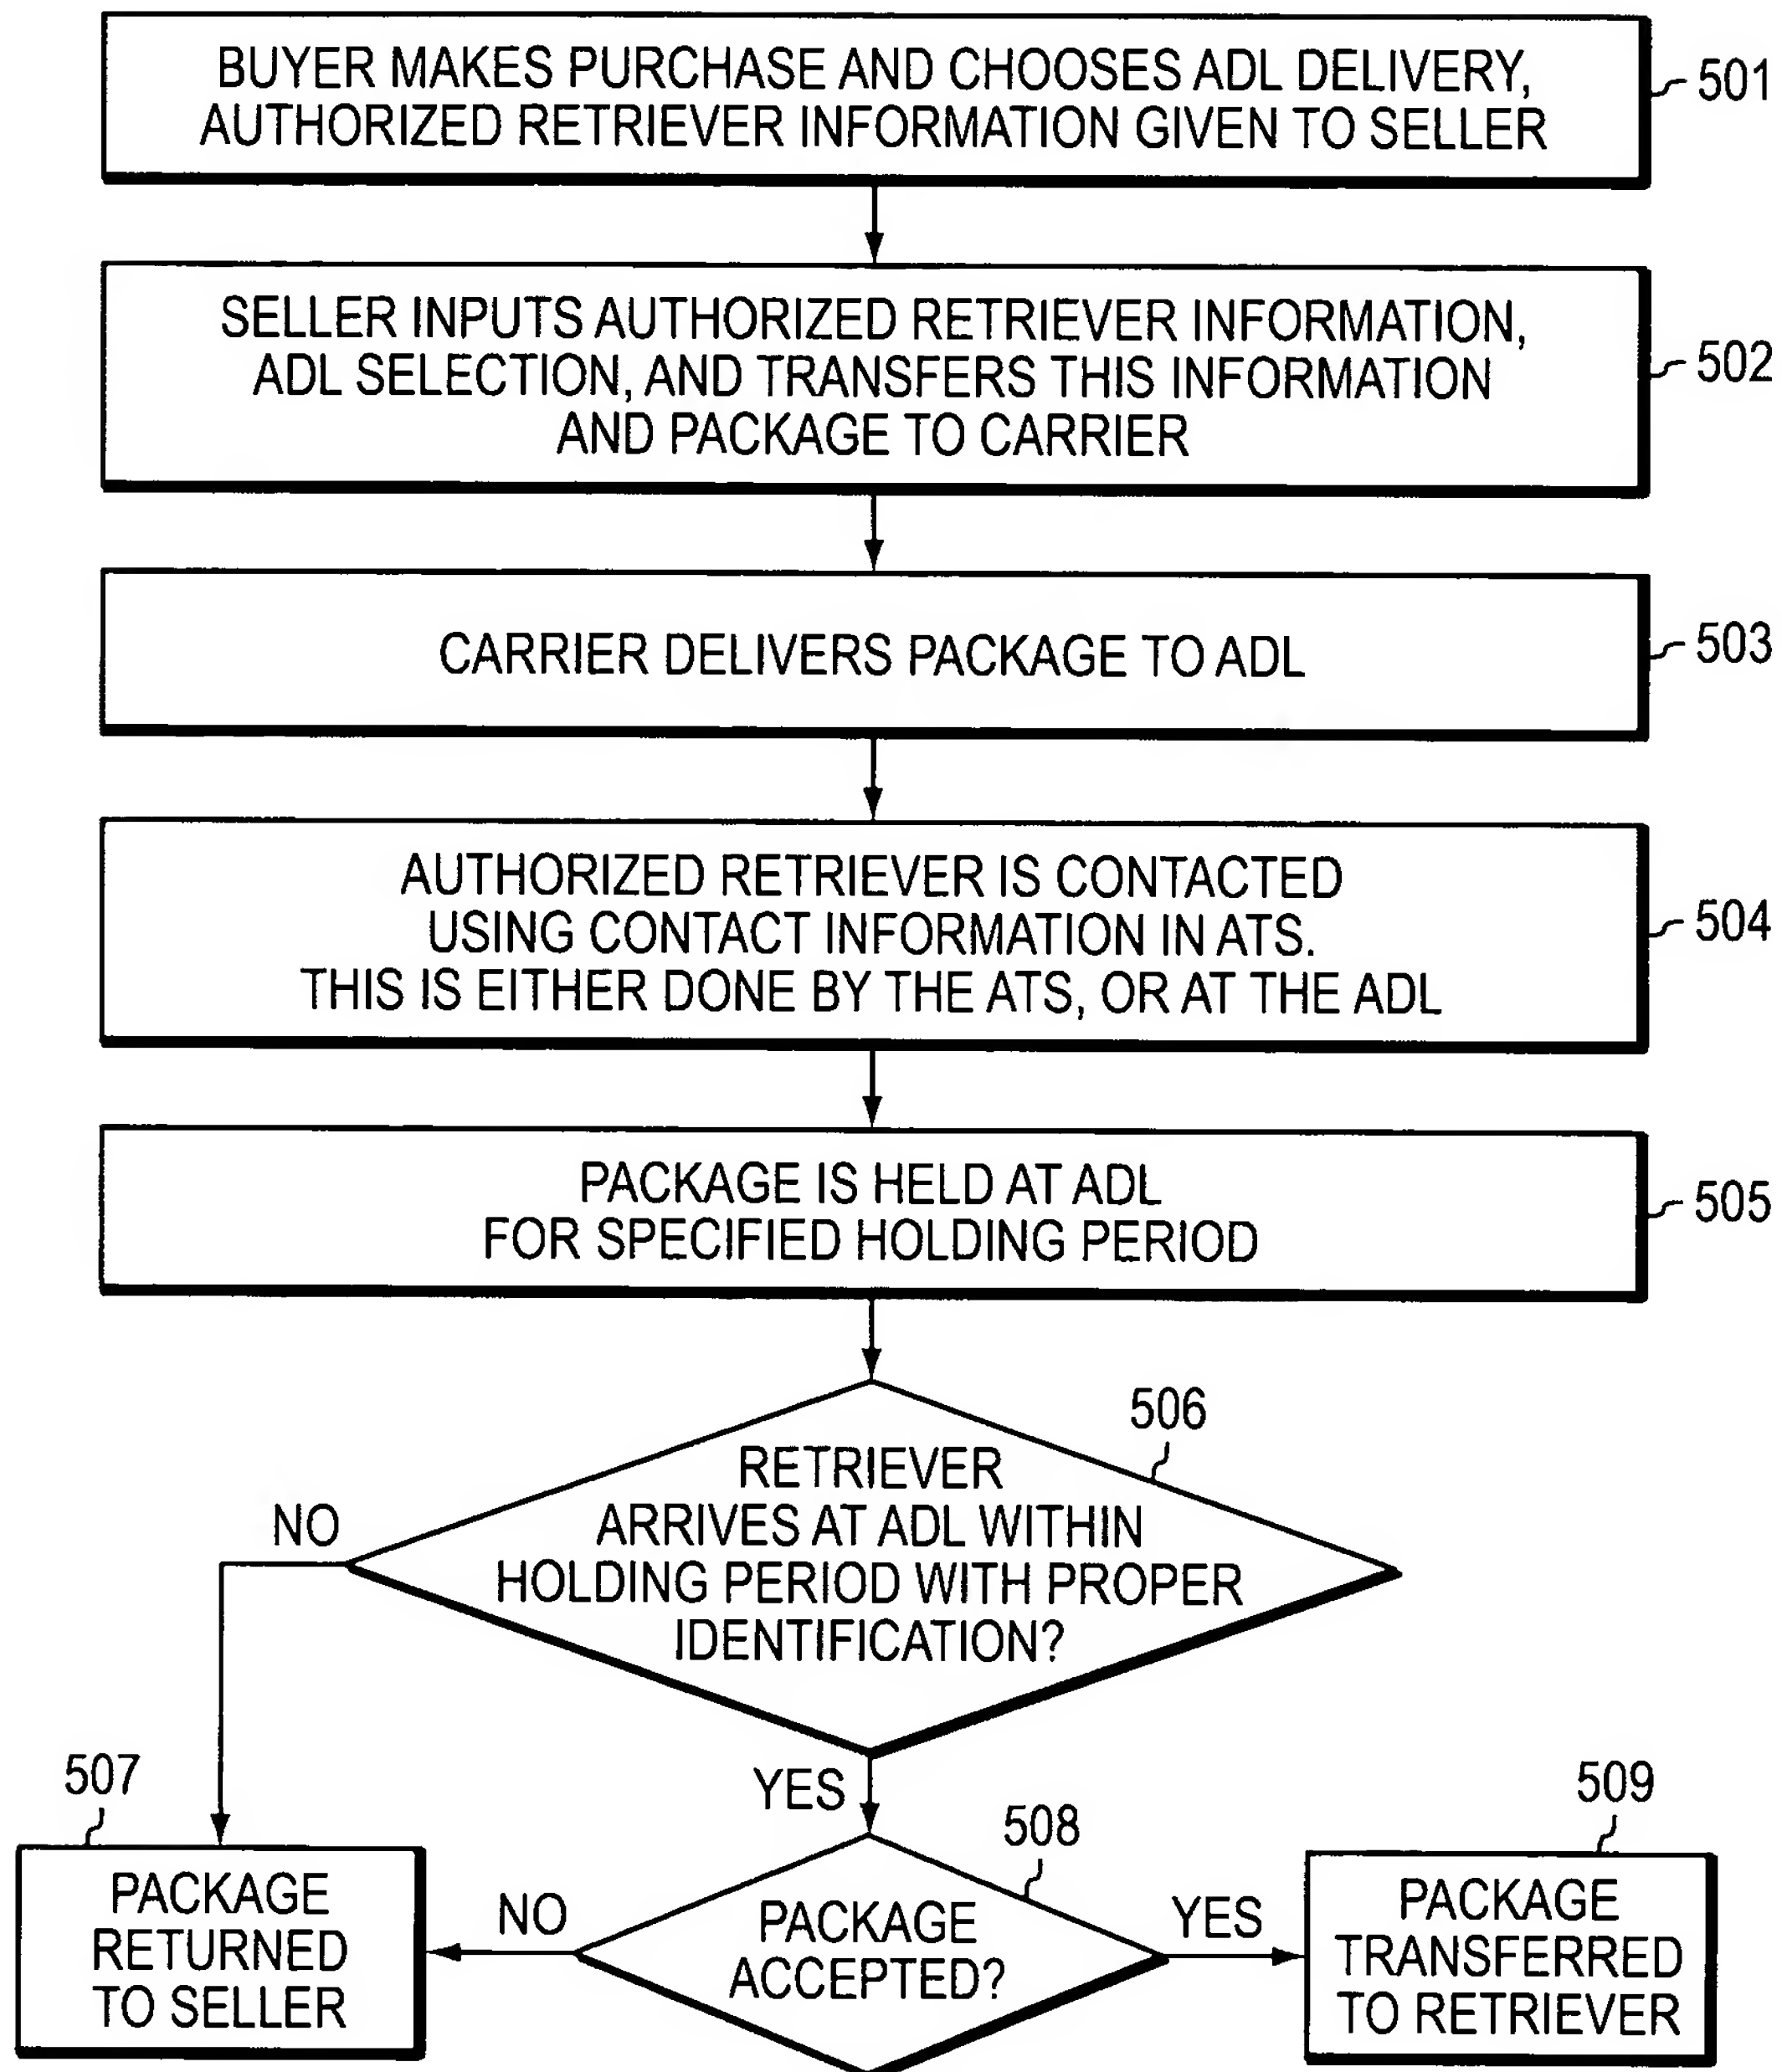 BUYER MAKES PURCHASE AND CHOOSES ADL DELIVERY,
AUTHORIZED RETRIEVER INFORMATION GIVEN TO SELLER
501
SELLER INPUTS AUTHORIZED RETRIEVER INFORMATION,
ADL SELECTION, AND TRANSFERS THIS INFORMATION
AND PACKAGE TO CARRIER
502
CARRIER DELIVERS PACKAGE TO ADL
503
AUTHORIZED RETRIEVER IS CONTACTED
USING CONTACT INFORMATION IN ATS.
THIS IS EITHER DONE BY THE ATS, OR AT THE ADL
504
PACKAGE IS HELD AT ADL
FOR SPECIFIED HOLDING PERIOD
505
506
RETRIEVER
ARRIVES AT ADL WITHIN
HOLDING PERIOD WITH PROPER
IDENTIFICATION?
NO
YES
507
PACKAGE
RETURNED
TO SELLER
NO
508
PACKAGE
ACCEPTED?
YES
509
PACKAGE
TRANSFERRED
TO RETRIEVER